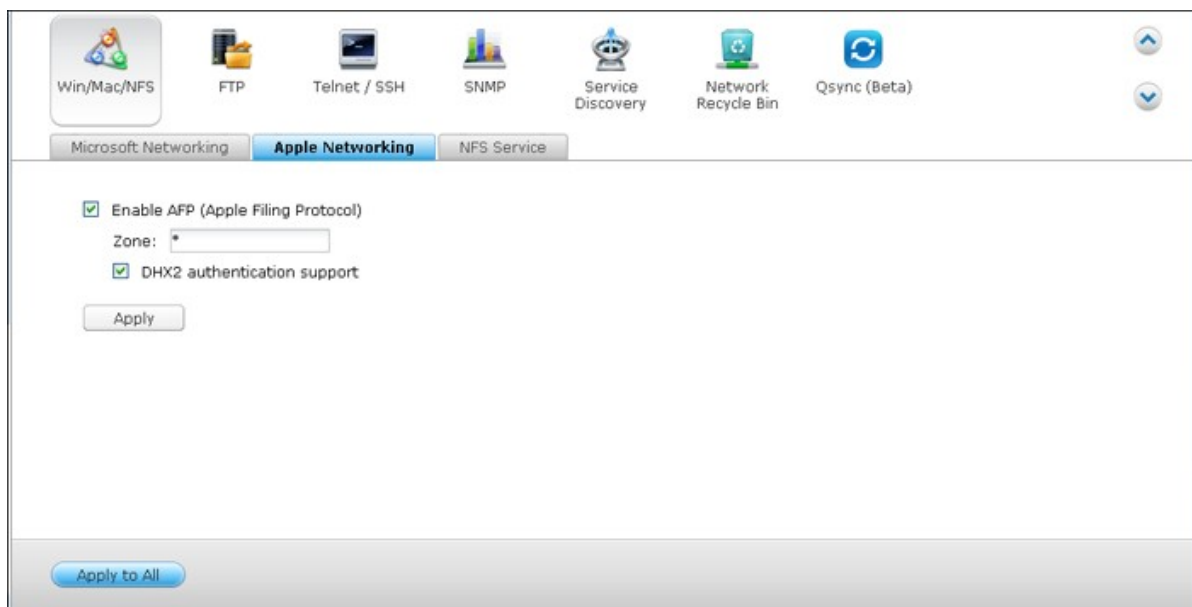 Win/Mac/NFS
FTP
Telnet / SSH
SNMP
Service
Discovery
Network
Recycle Bin
Qsync (Beta)
Microsoft Networking
Apple Networking
NFS Service
Enable AFP (Apple Filing Protocol)
Zone: *
DHX2 authentication support
Apply
Apply to All